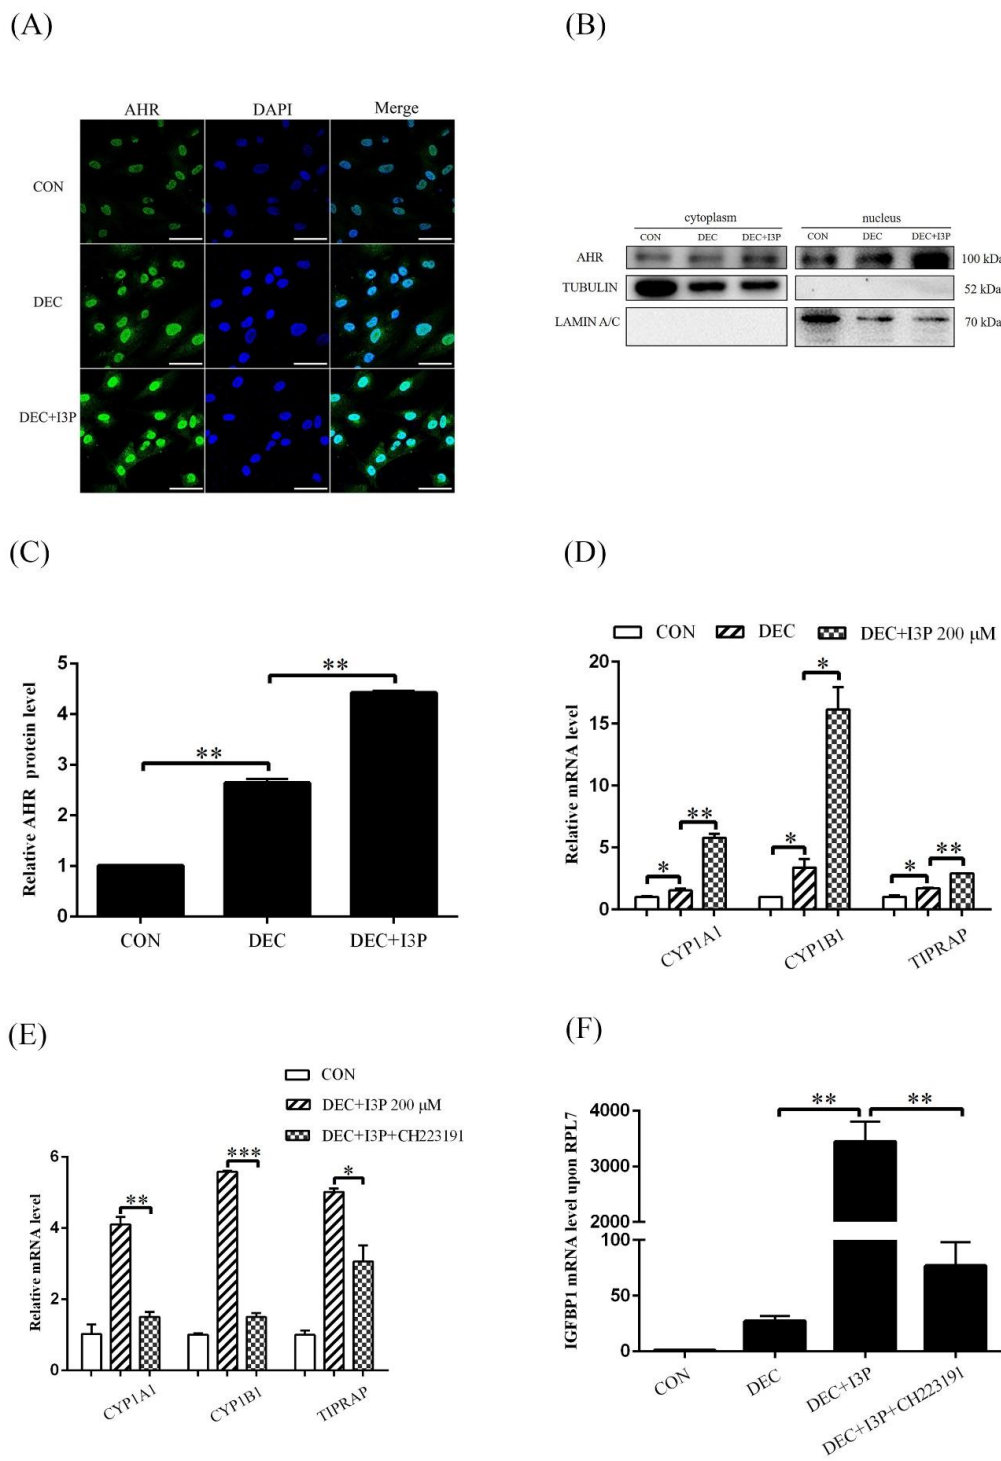 (A)
AHR DAPI Merge
CON
DEC
DEC+I3P
(B)
cytoplasm nucleus
CON DEC DEC+I3P CON DEC DEC+I3P
AHR 100 kDa
TUBULIN 52 kDa
LAMIN A/C 70 kDa
(C)
Relative AHR protein level
5
4
3
2
1
0
** **
CON DEC DEC+I3P
(D)
CON DEC DEC+I3P 200 μM
Relative mRNA level
20
15
10
5
0
* ** * * * **
CYP1A1 CYP1B1 TIPRAP
(E)
CON
DEC+I3P 200 μM
DEC+I3P+CH223191
Relative mRNA level
6
4
2
0
** *** *
CYP1A1 CYP1B1 TIPRAP
(F)
IGFBP1 mRNA level upon RPL7
4000
3000
2000
100
50
0
** **
CON DEC DEC+I3P DEC+I3P+CH223191